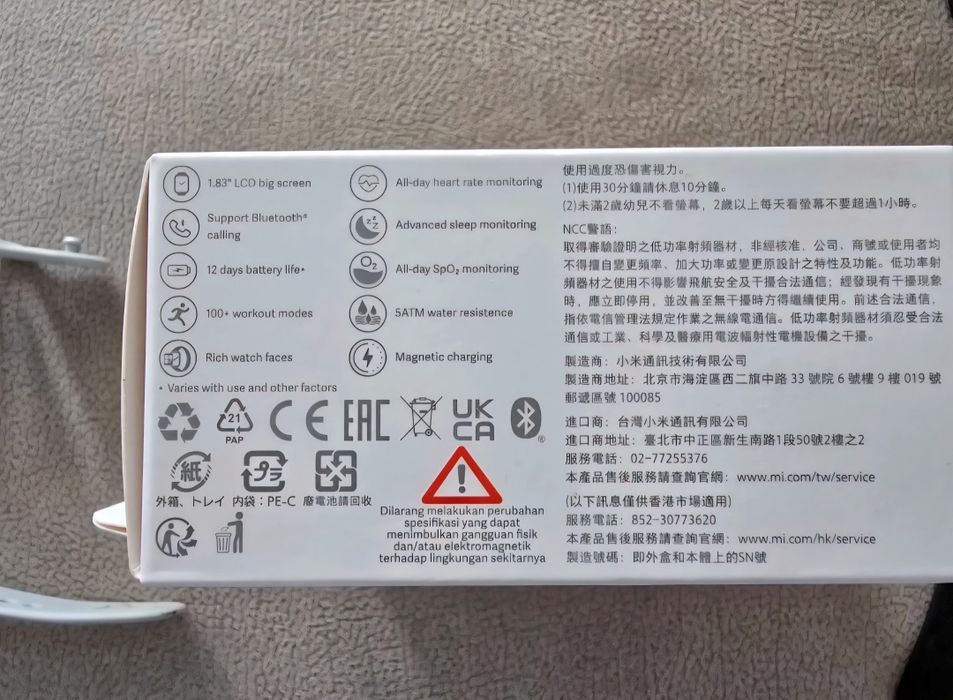 1.83" LCD big screen
Support Bluetooth®
calling
12 days battery life•
100+ workout modes
Rich watch faces
• Varies with use and other factors
All-day heart rate monitoring
Advanced sleep monitoring
O2
All-day SpO₂ monitoring
5ATM water resistence
Magnetic charging
21
PAP
CE
EAC
UK
CA
紙
プラ
外箱、トレイ
内袋：PE-C
廢電池請回收
Dilarang melakukan perubahan
spesifikasi yang dapat
menimbulkan gangguan fisik
dan/atau elektromagnetik
terhadap lingkungan sekitarnya
使用過度恐傷害視力。
(1)使用30分鐘請休息10分鐘。
(2)未滿2歲幼兒不看螢幕，2歲以上每天看螢幕不要超過1小時。
NCC警語:
取得審驗證明之低功率射頻器材，非經核准，公司、商號或使用者均
不得擅自變更頻率、加大功率或變更原設計之特性及功能。低功率射
頻器材之使用不得影響飛航安全及干擾合法通信；經發現有干擾現象
時，應立即停用，並改善至無干擾時方得繼續使用。前述合法通信，
指依電信管理法規定作業之無線電通信。低功率射頻器材須忍受合法
通信或工業、科學及醫療用電波輻射性電機設備之干擾。
製造商：小米通訊技術有限公司
製造商地址：北京市海淀區西二旗中路 33 號院 6 號樓 9 樓 019 號
郵遞區號 100085
進口商：台灣小米通訊有限公司
進口商地址：臺北市中正區新生南路1段50號2樓之2
服務電話：02-77255376
本產品售後服務請查詢官網：www.mi.com/tw/service
(以下訊息僅供香港市場適用)
服務電話：852-30773620
本產品售後服務請查詢官網：www.mi.com/hk/service
製造號碼：即外盒和本體上的SN號